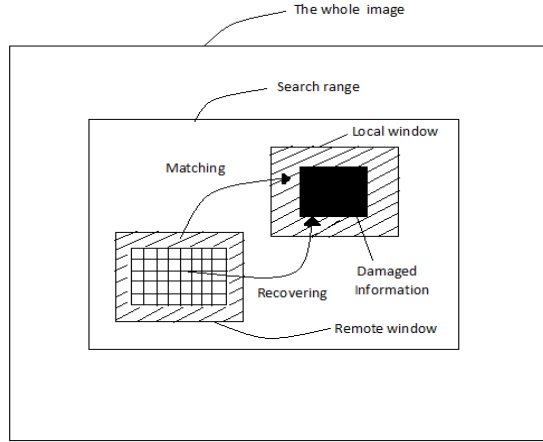 The whole image
Search range
Local window
Matching
Damaged
Information
Recovering
Remote window